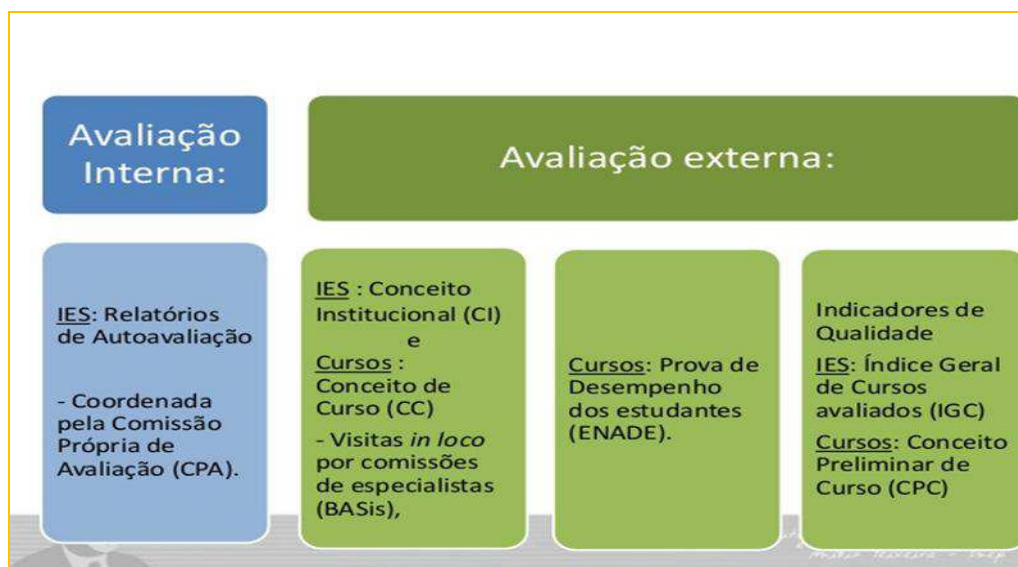 Avaliação
Interna:
Avaliação externa:
IES: Relatórios
de Autoavaliação
- Coordenada
pela Comissão
Própria de
Avaliação (CPA).
IES : Conceito
Institucional (CI)
e
Cursos :
Conceito de
Curso (CC)
- Visitas in loco
por comissões
de especialistas
(BASis),
Cursos: Prova de
Desempenho
dos estudantes
(ENADE).
Indicadores de
Qualidade
IES: Índice Geral
de Cursos
avaliados (IGC)
Cursos: Conceito
Preliminar de
Curso (CPC)
Teixeira - Inep